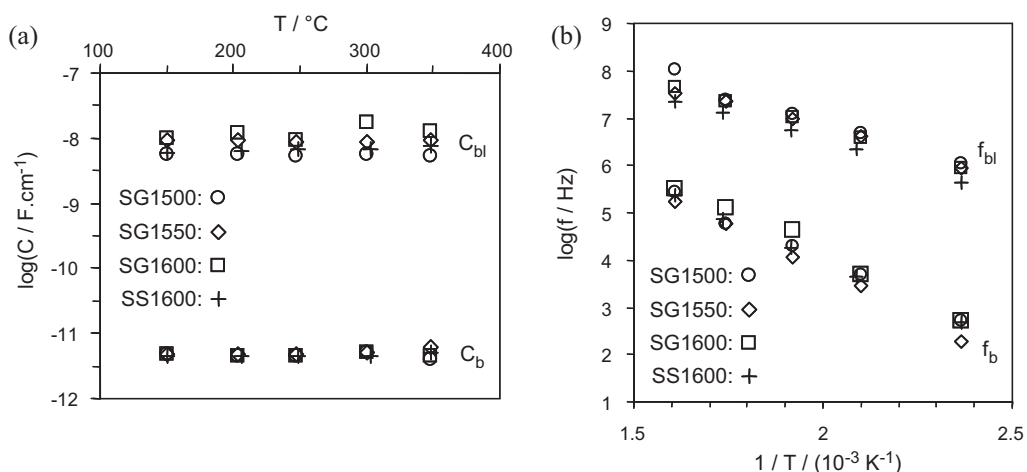 (a)
T / °C
100 200 300 400
-7
-8
-9
-10
-11
-12
log(C / F.cm⁻¹)
C_bl
SG1500:
SG1550:
SG1600:
SS1600:
C_b
(b)
9
8
7
6
5
4
3
2
1
log(f / Hz)
f_bl
SG1500:
SG1550:
SG1600:
SS1600:
f_b
1.5 2 2.5
1 / T / (10⁻³ K⁻¹)